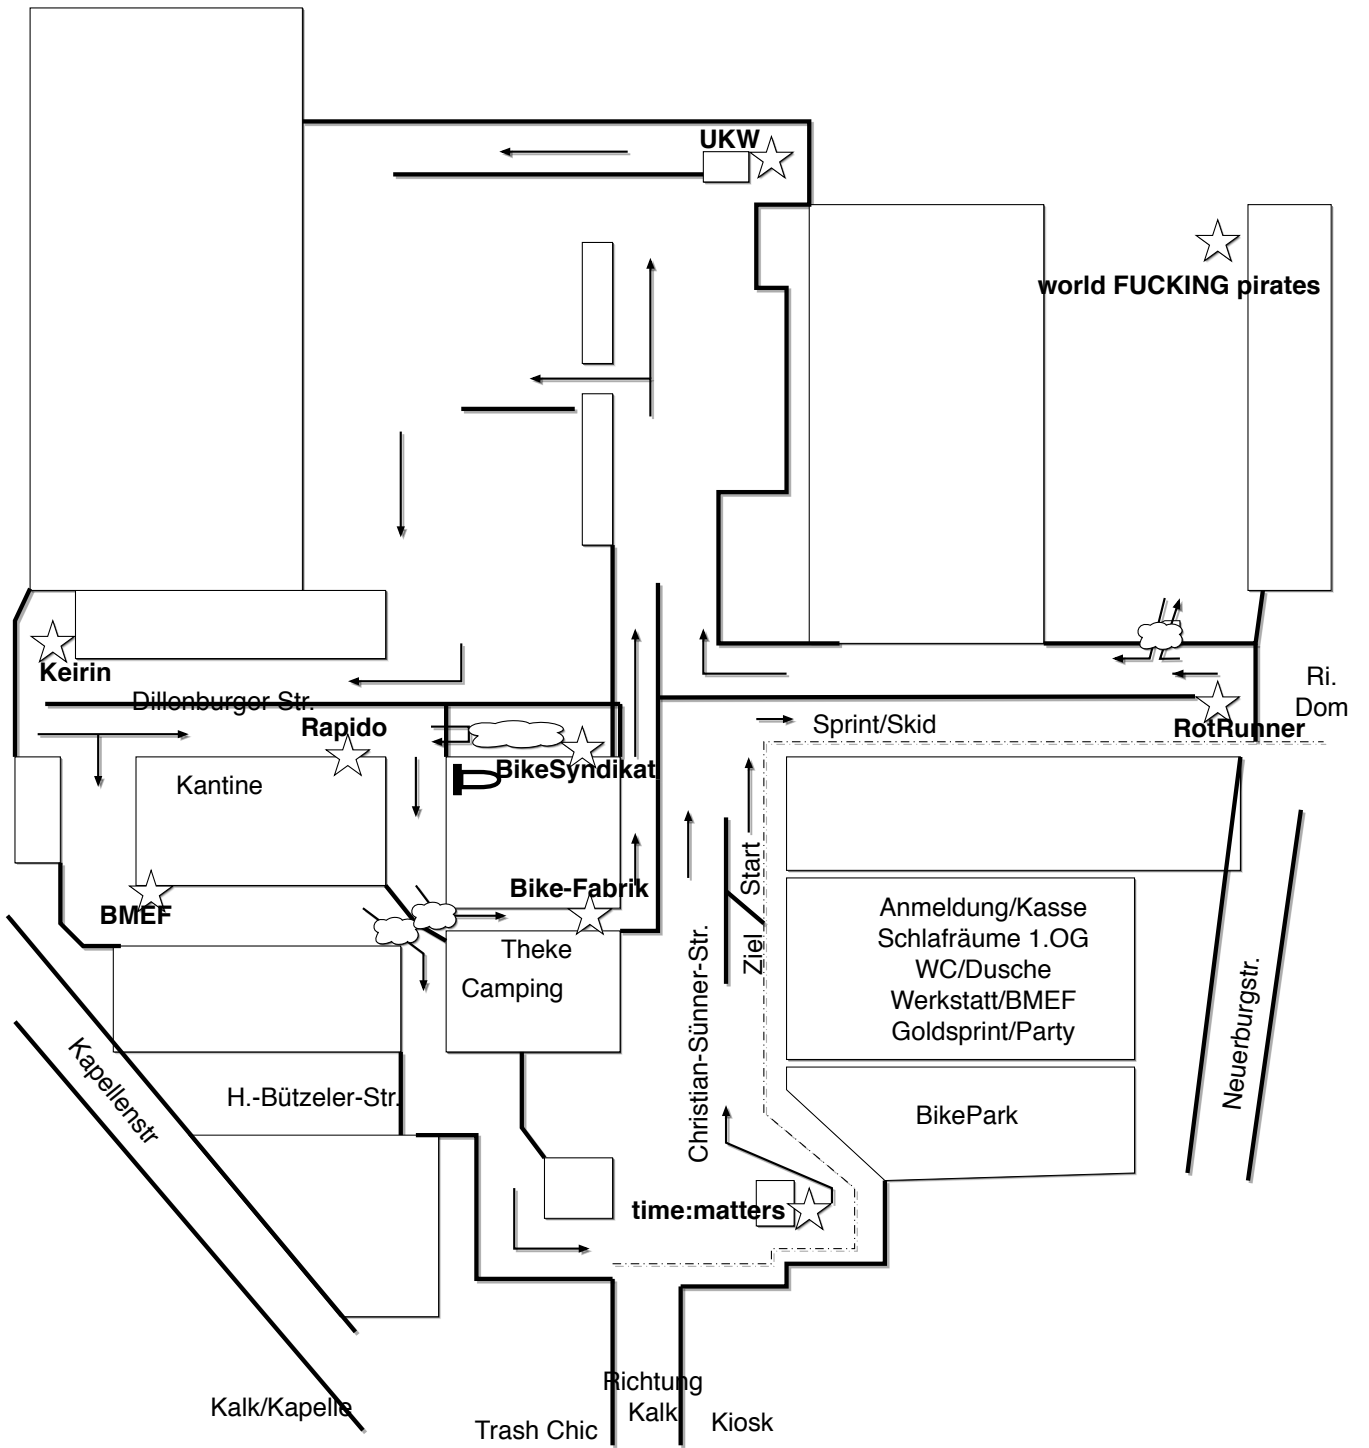 UKW
world FUCKING pirates
Keirin
Dillenburger Str.
Rapido
Ri.
Dom
Sprint/Skid
RotRunner
BikeSyndikat
Kantine
Start
Bike-Fabrik
BMEF
Anmeldung/Kasse
Schlafräume 1.OG
WC/Dusche
Werkstatt/BMEF
Goldsprint/Party
Theke
Camping
Ziel
Christian-Sünner-Str.
Neuerburgstr.
Kapellenstr
H.-Bützeler-Str.
BikePark
time:matters
Richtung
Kalk
Kalk/Kapelle
Trash Chic
Kiosk